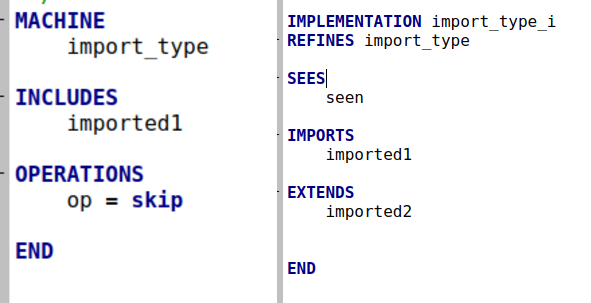 MACHINE
import_type
INCLUDES
imported1
OPERATIONS
op = skip
END
IMPLEMENTATION import_type_i
REFINES import_type
SEES
seen
IMPORTS
imported1
EXTENDS
imported2
END